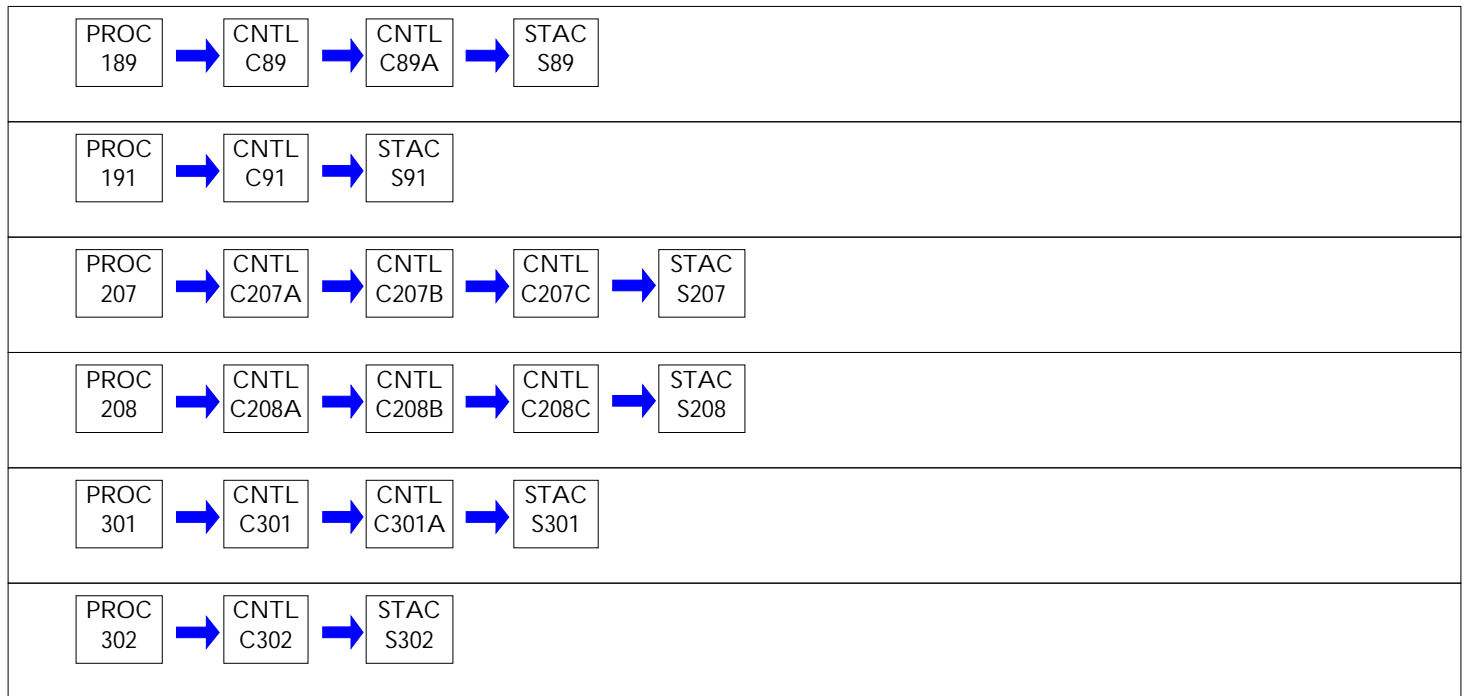 PROC CNTL CNTL STAC
189 C89 C89A S89
PROC CNTL STAC
191 C91 S91
PROC CNTL CNTL CNTL STAC
207 C207A C207B C207C S207
PROC CNTL CNTL CNTL STAC
208 C208A C208B C208C S208
PROC CNTL CNTL STAC
301 C301 C301A S301
PROC CNTL STAC
302 C302 S302